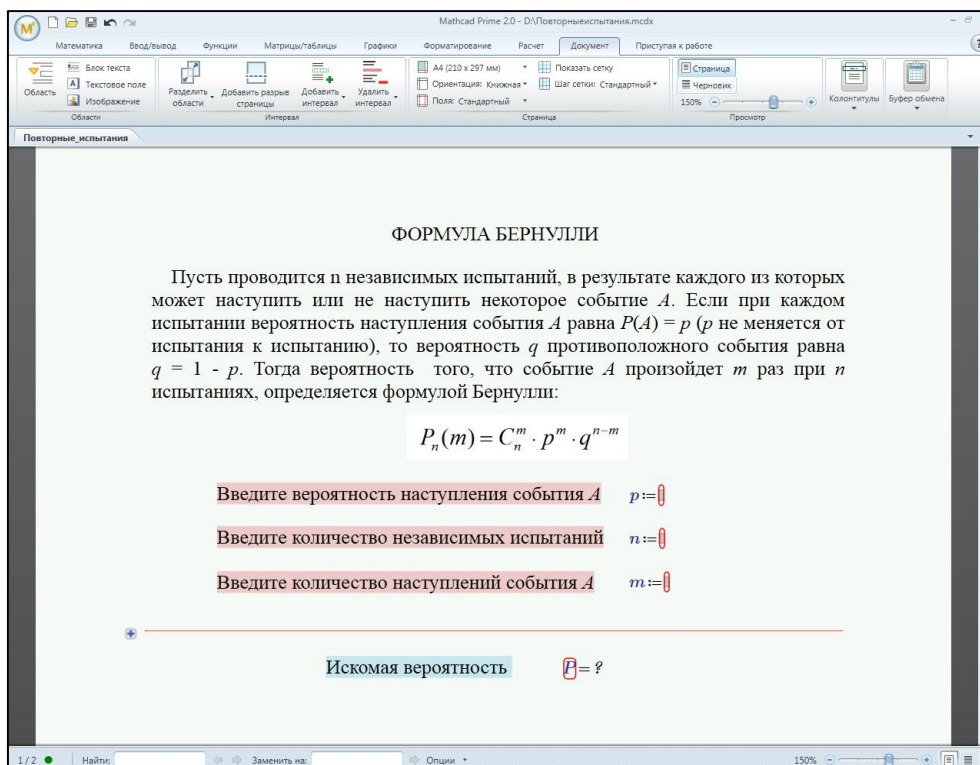 Mathcad Prime 2.0 - D:\Повторныеиспытания.mcdx
Математика Ввод/вывод Функции Матрицы/таблицы Графики Форматирование Расчет Документ Приступая к работе
Область
Блок текста
Текстовое поле
Изображение
Области
Разделить области
Добавить разрыв страницы
Добавить интервал
Удалить интервал
Интервал
A4 (210 x 297 мм)
Ориентация: Книжная
Поля: Стандартный
Показать сетку
Шаг сетки: Стандартный
Страница
Страница
Черновик
150%
Просмотр
Колонтитулы
Буфер обмена
Повторные_испытания
ФОРМУЛА БЕРНУЛЛИ
Пусть проводится n независимых испытаний, в результате каждого из которых
может наступить или не наступить некоторое событие A. Если при каждом
испытании вероятность наступления события A равна P(A) = p (p не меняется от
испытания к испытанию), то вероятность q противоположного события равна
q = 1 - p. Тогда вероятность того, что событие A произойдет m раз при n
испытаниях, определяется формулой Бернулли:
P_n(m) = C_n^m · p^m · q^{n−m}
Введите вероятность наступления события A p:=
Введите количество независимых испытаний n:=
Введите количество наступлений события A m:=
Искомая вероятность P=?
1/2 Найти: Заменить на: Опции 150%